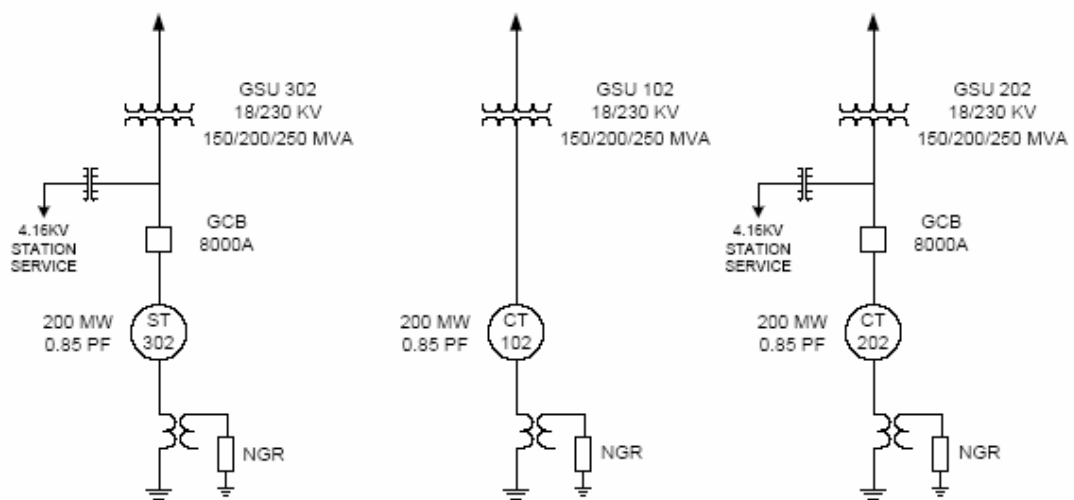 GSU 302
18/230 KV
150/200/250 MVA
4.16KV
STATION
SERVICE
GCB
8000A
200 MW
0.85 PF
ST
302
NGR
GSU 102
18/230 KV
150/200/250 MVA
200 MW
0.85 PF
CT
102
NGR
GSU 202
18/230 KV
150/200/250 MVA
4.16KV
STATION
SERVICE
GCB
8000A
200 MW
0.85 PF
CT
202
NGR